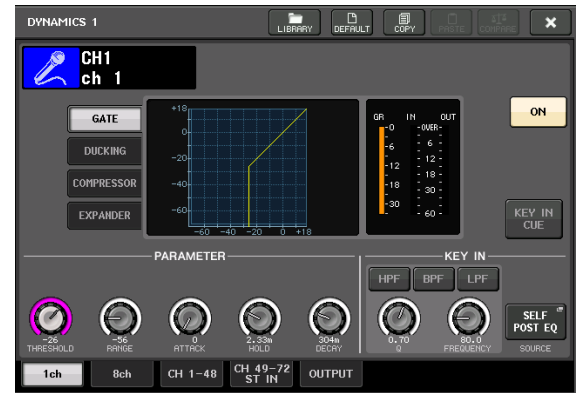 DYNAMICS 1
LIBRARY DEFAULT COPY PASTE COMPARE
CH1
ch 1
ON
GATE
DUCKING
COMPRESSOR
EXPANDER
+18
0
-20
-40
-60
-60 -40 -20 0 +18
GR IN OUT
-0 -OVER-
-6 - 6 -
-12 - 12 -
- 18 -
-18 - 30 -
-30
- 60 -
KEY IN
CUE
PARAMETER
KEY IN
HPF BPF LPF
-26 -56 0 2.33m 304m 0.70 80.0
THRESHOLD RANGE ATTACK HOLD DECAY Q FREQUENCY
SELF
POST EQ
SOURCE
1ch 8ch CH 1-48 CH 49-72
ST IN OUTPUT